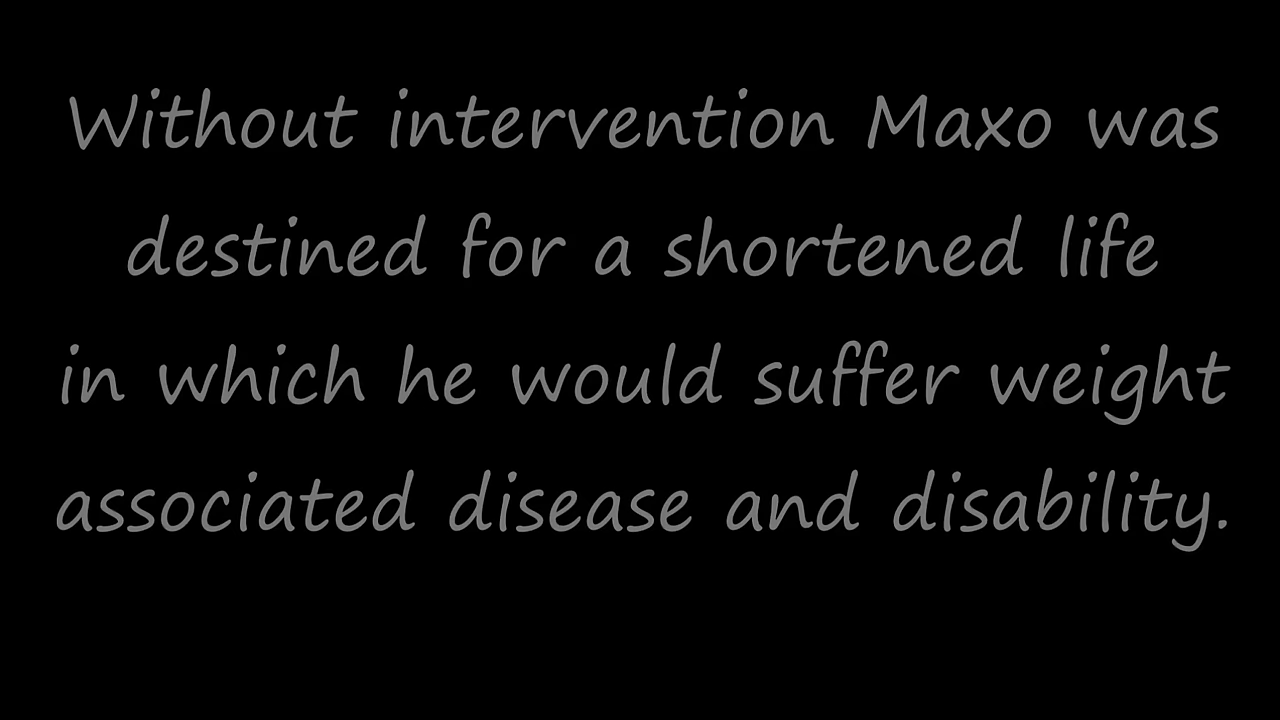 Without intervention Maxo was
destined for a shortened life
in which he would suffer weight
associated disease and disability.